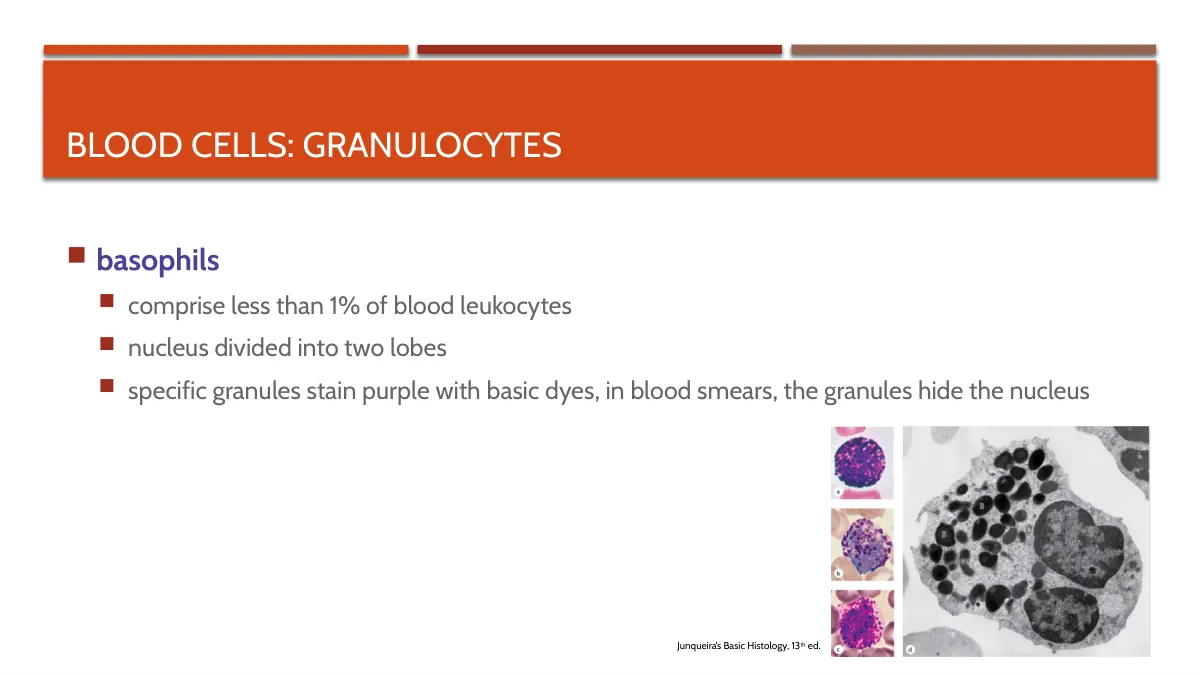 BLOOD CELLS: GRANULOCYTES
basophils
comprise less than 1% of blood leukocytes
nucleus divided into two lobes
specific granules stain purple with basic dyes, in blood smears, the granules hide the nucleus
a
b
c
d
B
B
Junqueira's Basic Histology, 13th ed.